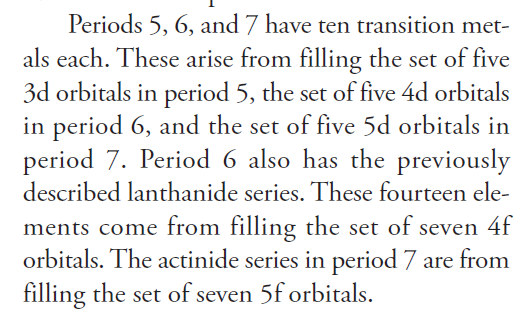 Periods 5, 6, and 7 have ten transition met-
als each. These arise from filling the set of five
3d orbitals in period 5, the set of five 4d orbitals
in period 6, and the set of five 5d orbitals in
period 7. Period 6 also has the previously
described lanthanide series. These fourteen ele-
ments come from filling the set of seven 4f
orbitals. The actinide series in period 7 are from
filling the set of seven 5f orbitals.